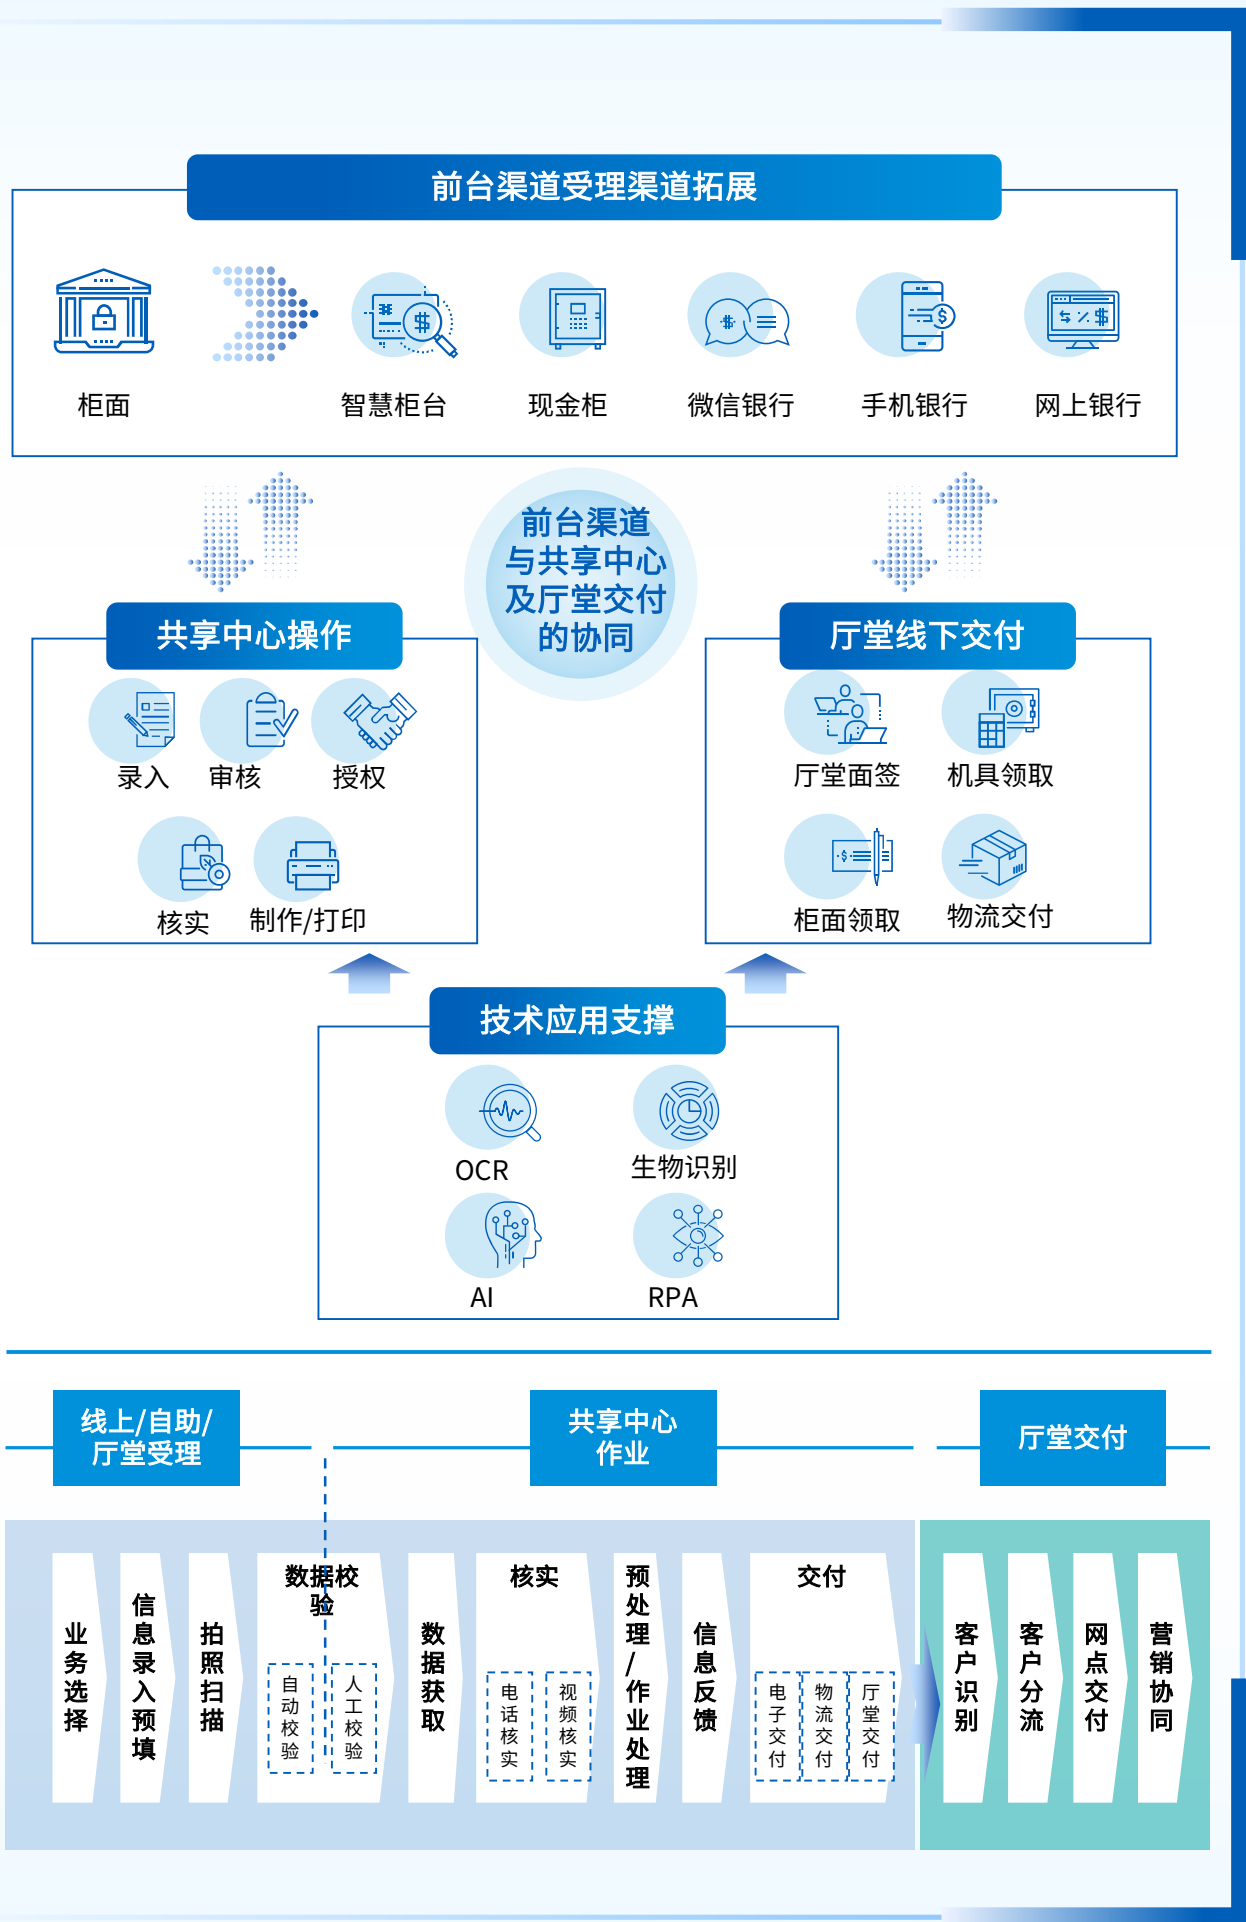 前台渠道受理渠道拓展
柜面
智慧柜台
现金柜
微信银行
手机银行
网上银行
前台渠道
与共享中心
及厅堂交付
的协同
共享中心操作
录入
审核
授权
核实
制作/打印
厅堂线下交付
厅堂面签
机具领取
柜面领取
物流交付
技术应用支撑
OCR
生物识别
AI
RPA
线上/自助/
厅堂受理
共享中心
作业
厅堂交付
业务选择
信息录入预填
拍照扫描
数据校
验
自动校验
人工校验
数据获取
核实
电话核实
视频核实
预处理/作业处理
信息反馈
交付
电子交付
物流交付
厅堂交付
客户识别
客户分流
网点交付
营销协同